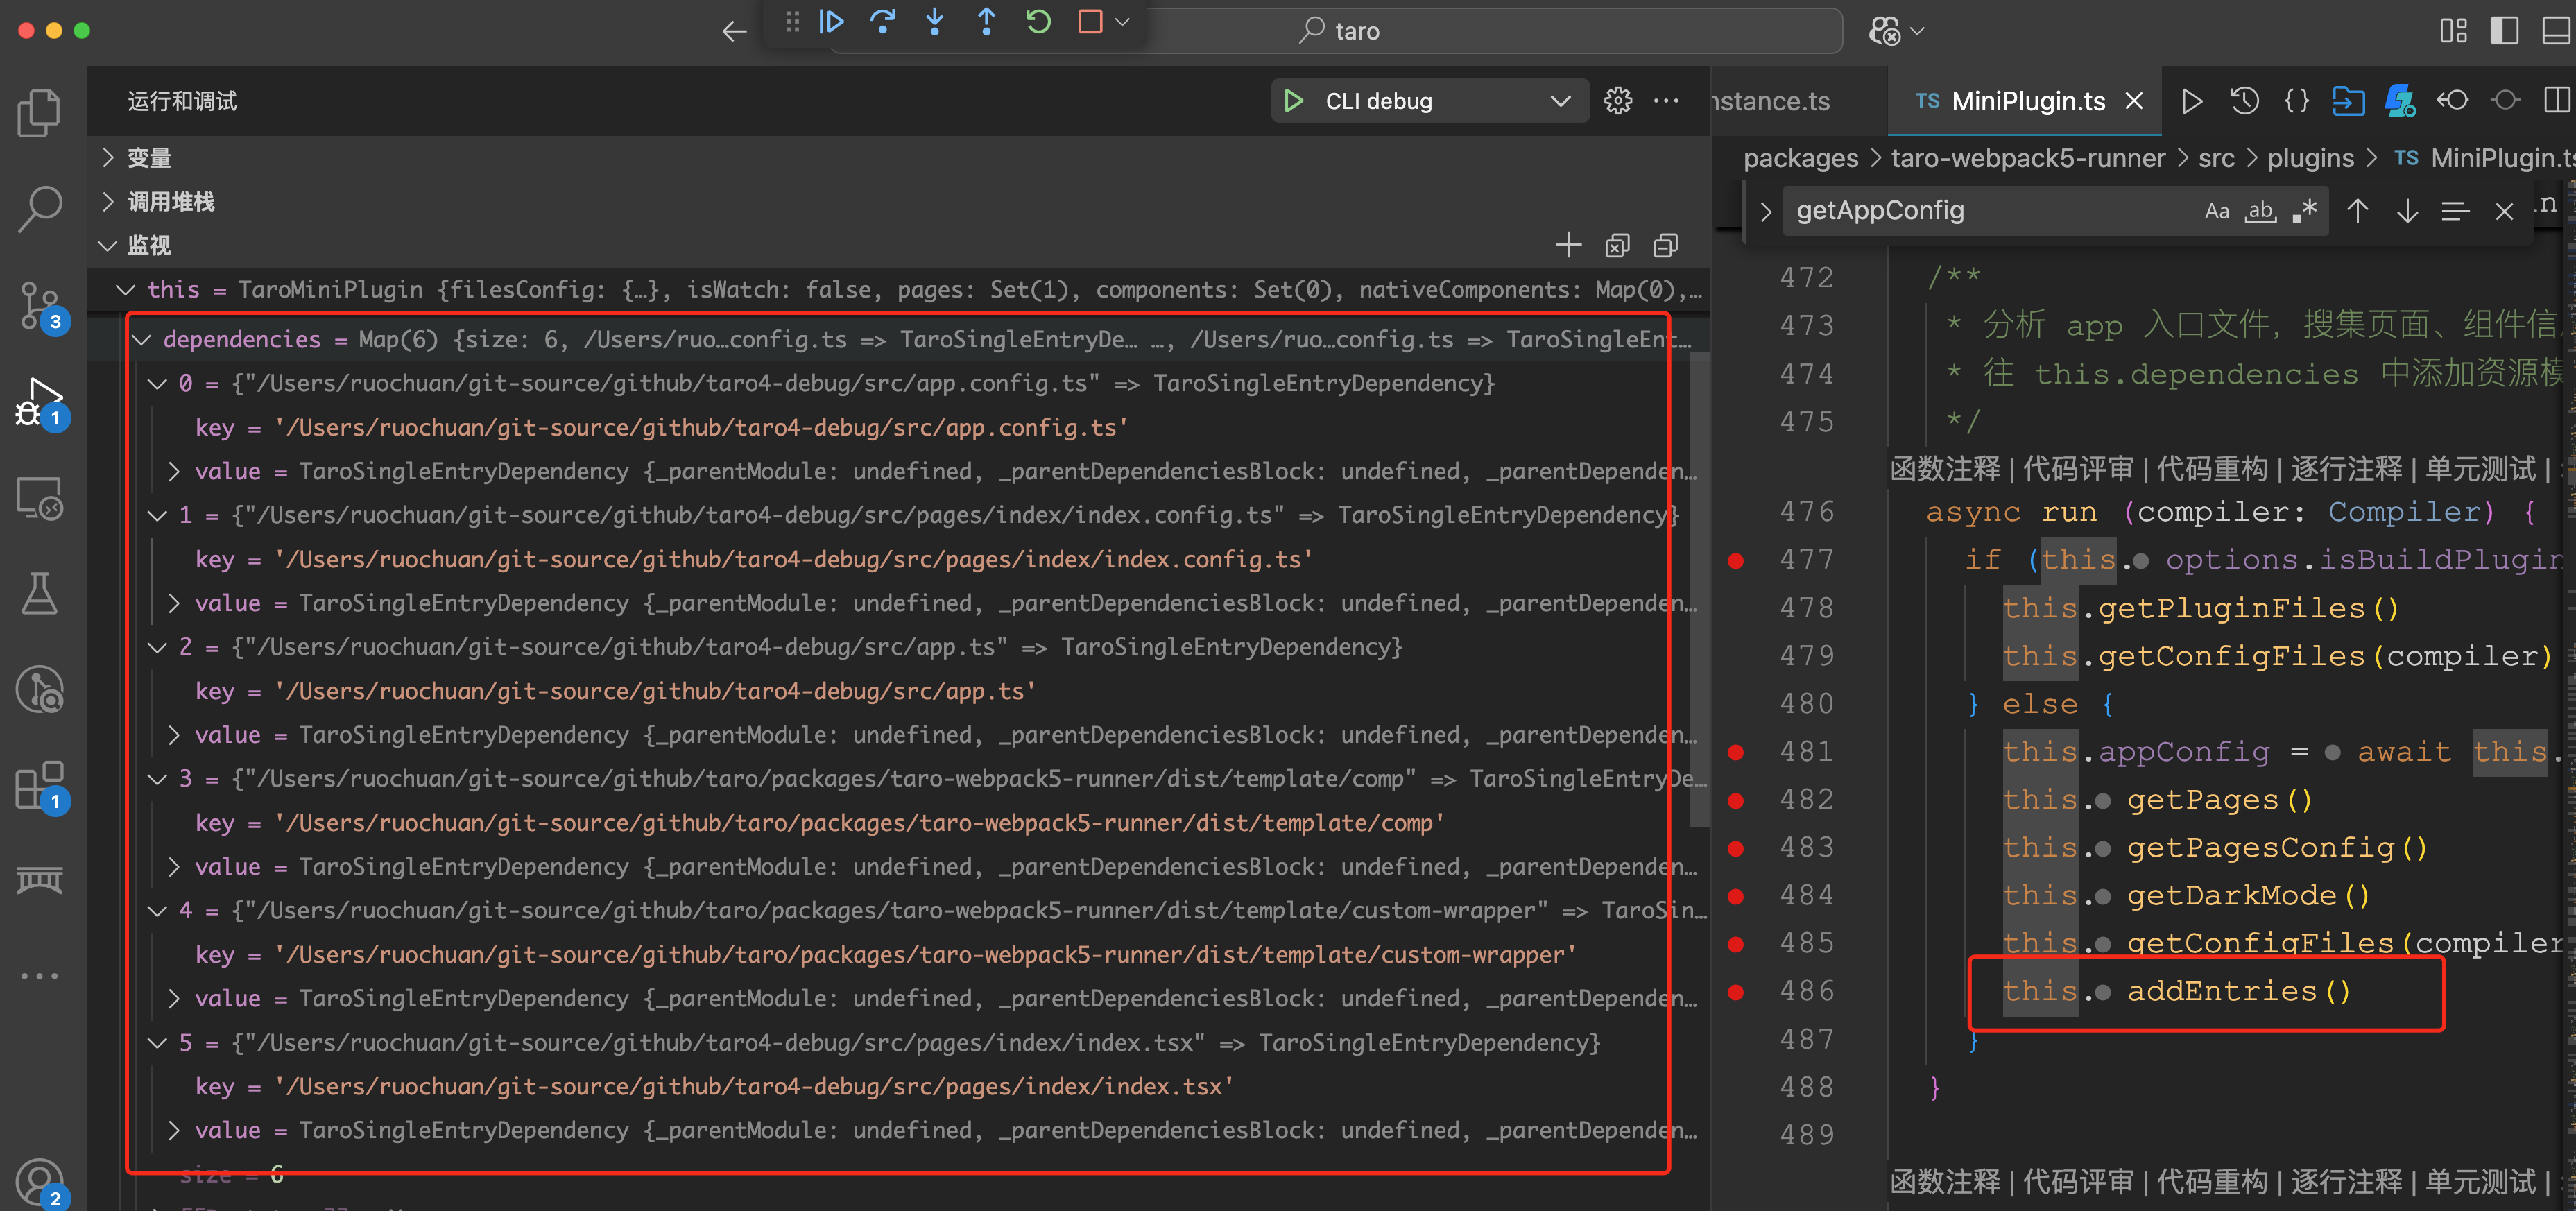 taro
运行和调试
CLI debug
变量
调用堆栈
监视
this = TaroMiniPlugin {filesConfig: {…}, isWatch: false, pages: Set(1), components: Set(0), nativeComponents: Map(0),…
dependencies = Map(6) {size: 6, /Users/ruo…config.ts => TaroSingleEntryDe… …, /Users/ruo…config.ts => TaroSingleEnt…
0 = {"/Users/ruochuan/git-source/github/taro4-debug/src/app.config.ts" => TaroSingleEntryDependency}
key = '/Users/ruochuan/git-source/github/taro4-debug/src/app.config.ts'
value = TaroSingleEntryDependency {_parentModule: undefined, _parentDependenciesBlock: undefined, _parentDependen…
1 = {"/Users/ruochuan/git-source/github/taro4-debug/src/pages/index/index.config.ts" => TaroSingleEntryDependency}
key = '/Users/ruochuan/git-source/github/taro4-debug/src/pages/index/index.config.ts'
value = TaroSingleEntryDependency {_parentModule: undefined, _parentDependenciesBlock: undefined, _parentDependen…
2 = {"/Users/ruochuan/git-source/github/taro4-debug/src/app.ts" => TaroSingleEntryDependency}
key = '/Users/ruochuan/git-source/github/taro4-debug/src/app.ts'
value = TaroSingleEntryDependency {_parentModule: undefined, _parentDependenciesBlock: undefined, _parentDependen…
3 = {"/Users/ruochuan/git-source/github/taro/packages/taro-webpack5-runner/dist/template/comp" => TaroSingleEntryDe…
key = '/Users/ruochuan/git-source/github/taro/packages/taro-webpack5-runner/dist/template/comp'
value = TaroSingleEntryDependency {_parentModule: undefined, _parentDependenciesBlock: undefined, _parentDependen…
4 = {"/Users/ruochuan/git-source/github/taro/packages/taro-webpack5-runner/dist/template/custom-wrapper" => TaroSin…
key = '/Users/ruochuan/git-source/github/taro/packages/taro-webpack5-runner/dist/template/custom-wrapper'
value = TaroSingleEntryDependency {_parentModule: undefined, _parentDependenciesBlock: undefined, _parentDependen…
5 = {"/Users/ruochuan/git-source/github/taro4-debug/src/pages/index/index.tsx" => TaroSingleEntryDependency}
key = '/Users/ruochuan/git-source/github/taro4-debug/src/pages/index/index.tsx'
value = TaroSingleEntryDependency {_parentModule: undefined, _parentDependenciesBlock: undefined, _parentDependen…
size = 6
3
1
1
2
nstance.ts
TS MiniPlugin.ts
packages > taro-webpack5-runner > src > plugins > TS MiniPlugin.ts
getAppConfig
Aa ab .*
472 /**
473 * 分析 app 入口文件，搜集页面、组件信
474 * 往 this.dependencies 中添加资源模
475 */
函数注释 | 代码评审 | 代码重构 | 逐行注释 | 单元测试 |
476 async run (compiler: Compiler) {
477 if (this. options.isBuildPlugin
478 this.getPluginFiles()
479 this.getConfigFiles(compiler)
480 } else {
481 this.appConfig = await this.
482 this. getPages()
483 this. getPagesConfig()
484 this. getDarkMode()
485 this. getConfigFiles(compiler
486 this. addEntries()
487 }
488 }
489
函数注释 | 代码评审 | 代码重构 | 逐行注释 | 单元测试 |